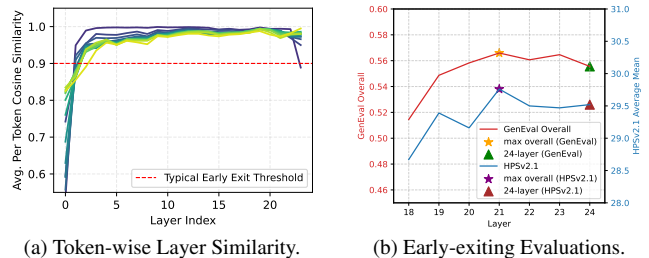 Avg. Per Token Cosine Similarity
1.0
0.9
0.8
0.7
0.6
0
5
10
15
20
Layer Index
Typical Early Exit Threshold
(a) Token-wise Layer Similarity.
GenEval Overall
0.60
0.58
0.56
0.54
0.52
0.50
0.48
0.46
18
19
20
21
22
23
24
Layer
GenEval Overall
max overall (GenEval)
24-layer (GenEval)
HPSv2.1
max overall (HPSv2.1)
24-layer (HPSv2.1)
31.0
30.5
30.0
29.5
29.0
28.5
28.0
HPSv2.1 Average Mean
(b) Early-exiting Evaluations.